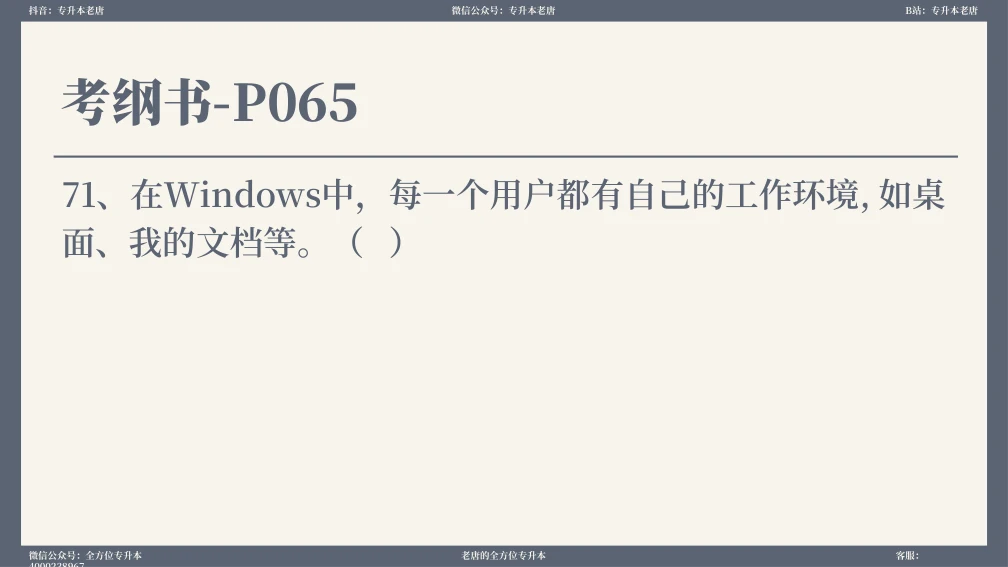 抖音：专升本老唐
微信公众号：专升本老唐
B站：专升本老唐
考纲书-P065
71、在Windows中，每一个用户都有自己的工作环境, 如桌
面、我的文档等。（ ）
微信公众号：全方位专升本
老唐的全方位专升本
客服：
4000238967